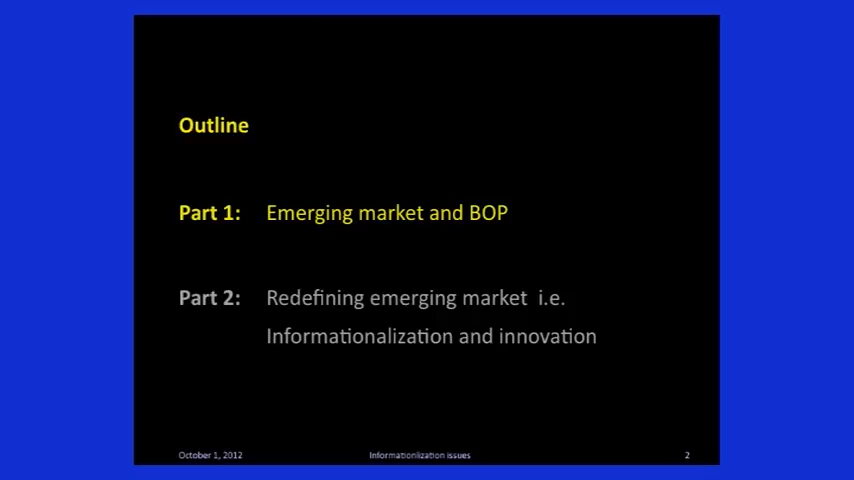 Outline
Part 1: Emerging market and BOP
Part 2: Redefining emerging market i.e.
Informationalization and innovation
October 1, 2012 Informationlization issues 2